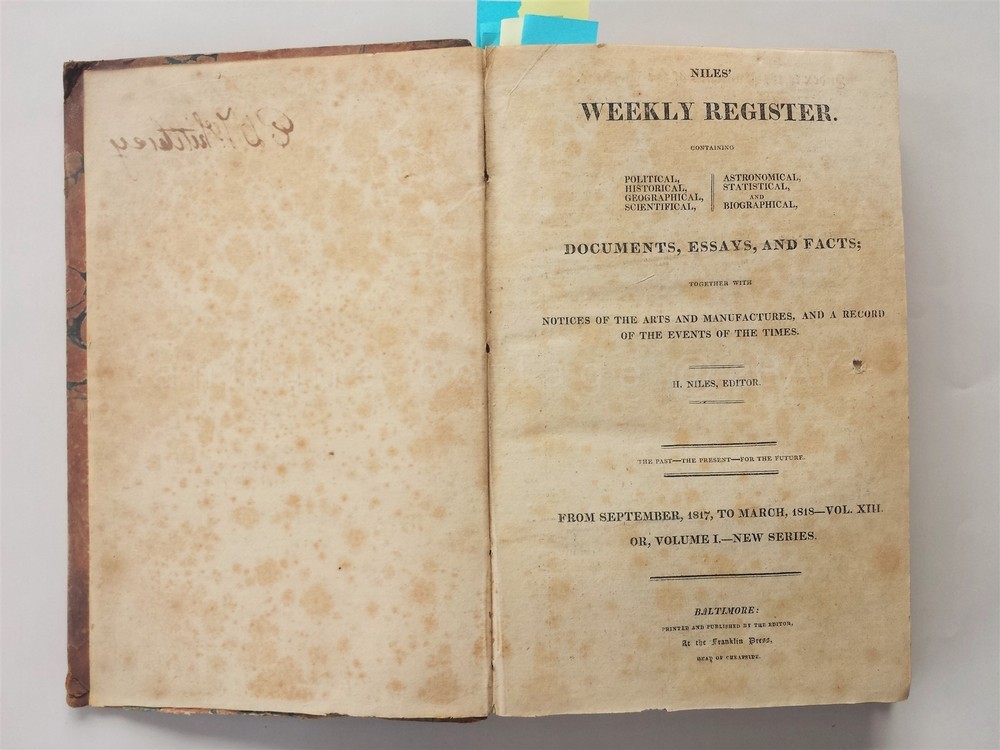 NILES'
WEEKLY REGISTER.
CONTAINING
POLITICAL,
HISTORICAL,
GEOGRAPHICAL,
SCIENTIFICAL,
ASTRONOMICAL,
STATISTICAL,
AND
BIOGRAPHICAL,
DOCUMENTS, ESSAYS, AND FACTS;
TOGETHER WITH
NOTICES OF THE ARTS AND MANUFACTURES, AND A RECORD
OF THE EVENTS OF THE TIMES.
H. NILES, EDITOR.
THE PAST—THE PRESENT—FOR THE FUTURE.
FROM SEPTEMBER, 1817, TO MARCH, 1818—VOL. XIII.
OR, VOLUME I.—NEW SERIES.
BALTIMORE:
PRINTED AND PUBLISHED BY THE EDITOR,
At the Franklin Press,
HEAD OF CHEAPSIDE.